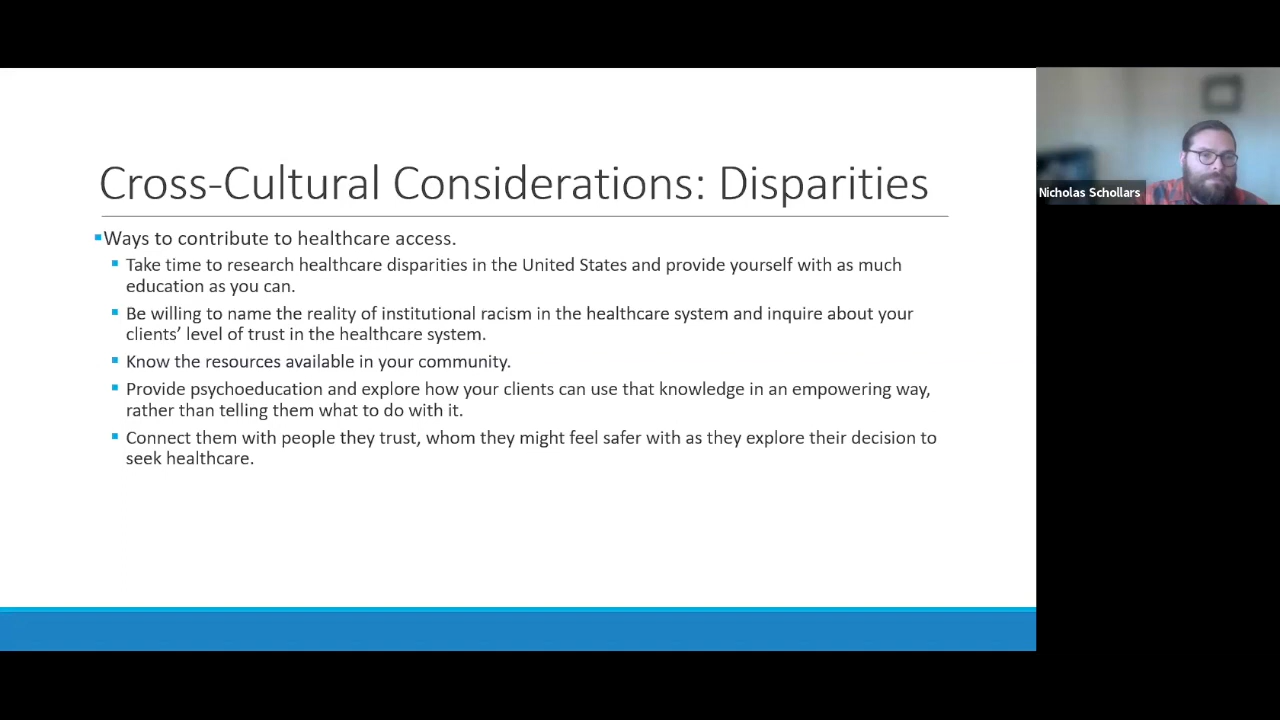 Cross-Cultural Considerations: Disparities
Ways to contribute to healthcare access.
Take time to research healthcare disparities in the United States and provide yourself with as much
education as you can.
Be willing to name the reality of institutional racism in the healthcare system and inquire about your
clients’ level of trust in the healthcare system.
Know the resources available in your community.
Provide psychoeducation and explore how your clients can use that knowledge in an empowering way,
rather than telling them what to do with it.
Connect them with people they trust, whom they might feel safer with as they explore their decision to
seek healthcare.
Nicholas Schollars